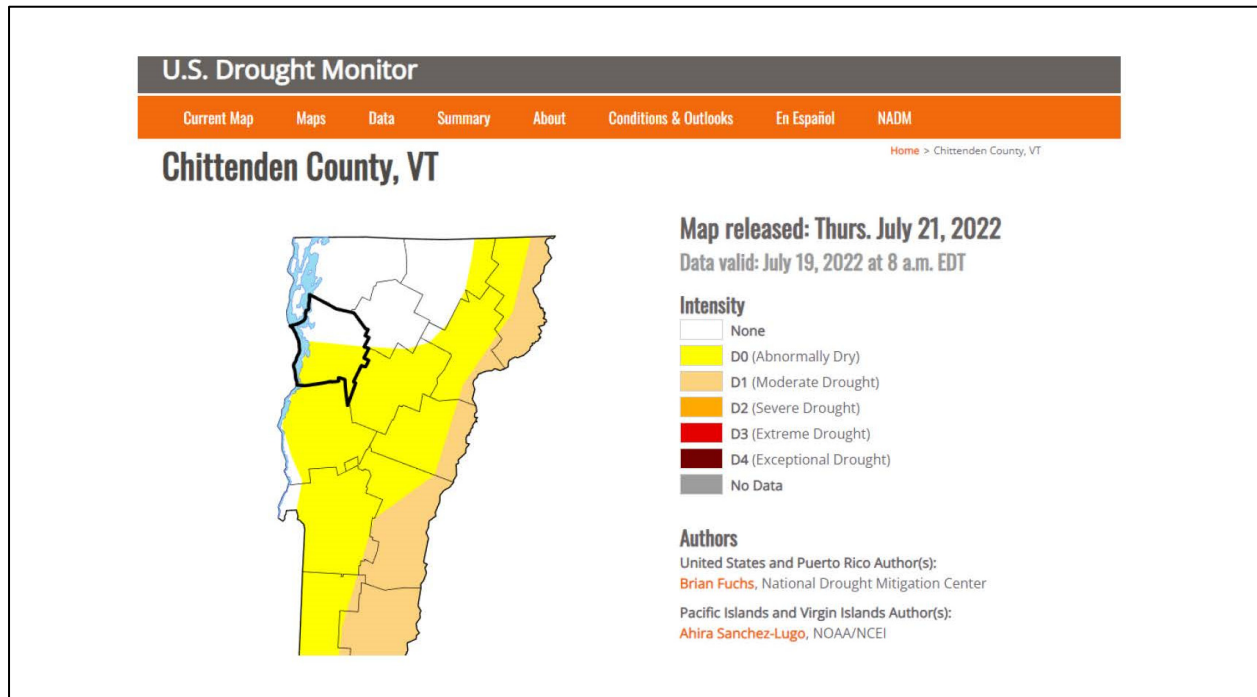 U.S. Drought Monitor
Current Map Maps Data Summary About Conditions & Outlooks En Español NADM
Home > Chittenden County, VT
Chittenden County, VT
Map released: Thurs. July 21, 2022
Data valid: July 19, 2022 at 8 a.m. EDT
Intensity
None
D0 (Abnormally Dry)
D1 (Moderate Drought)
D2 (Severe Drought)
D3 (Extreme Drought)
D4 (Exceptional Drought)
No Data
Authors
United States and Puerto Rico Author(s):
Brian Fuchs, National Drought Mitigation Center
Pacific Islands and Virgin Islands Author(s):
Ahira Sanchez-Lugo, NOAA/NCEI